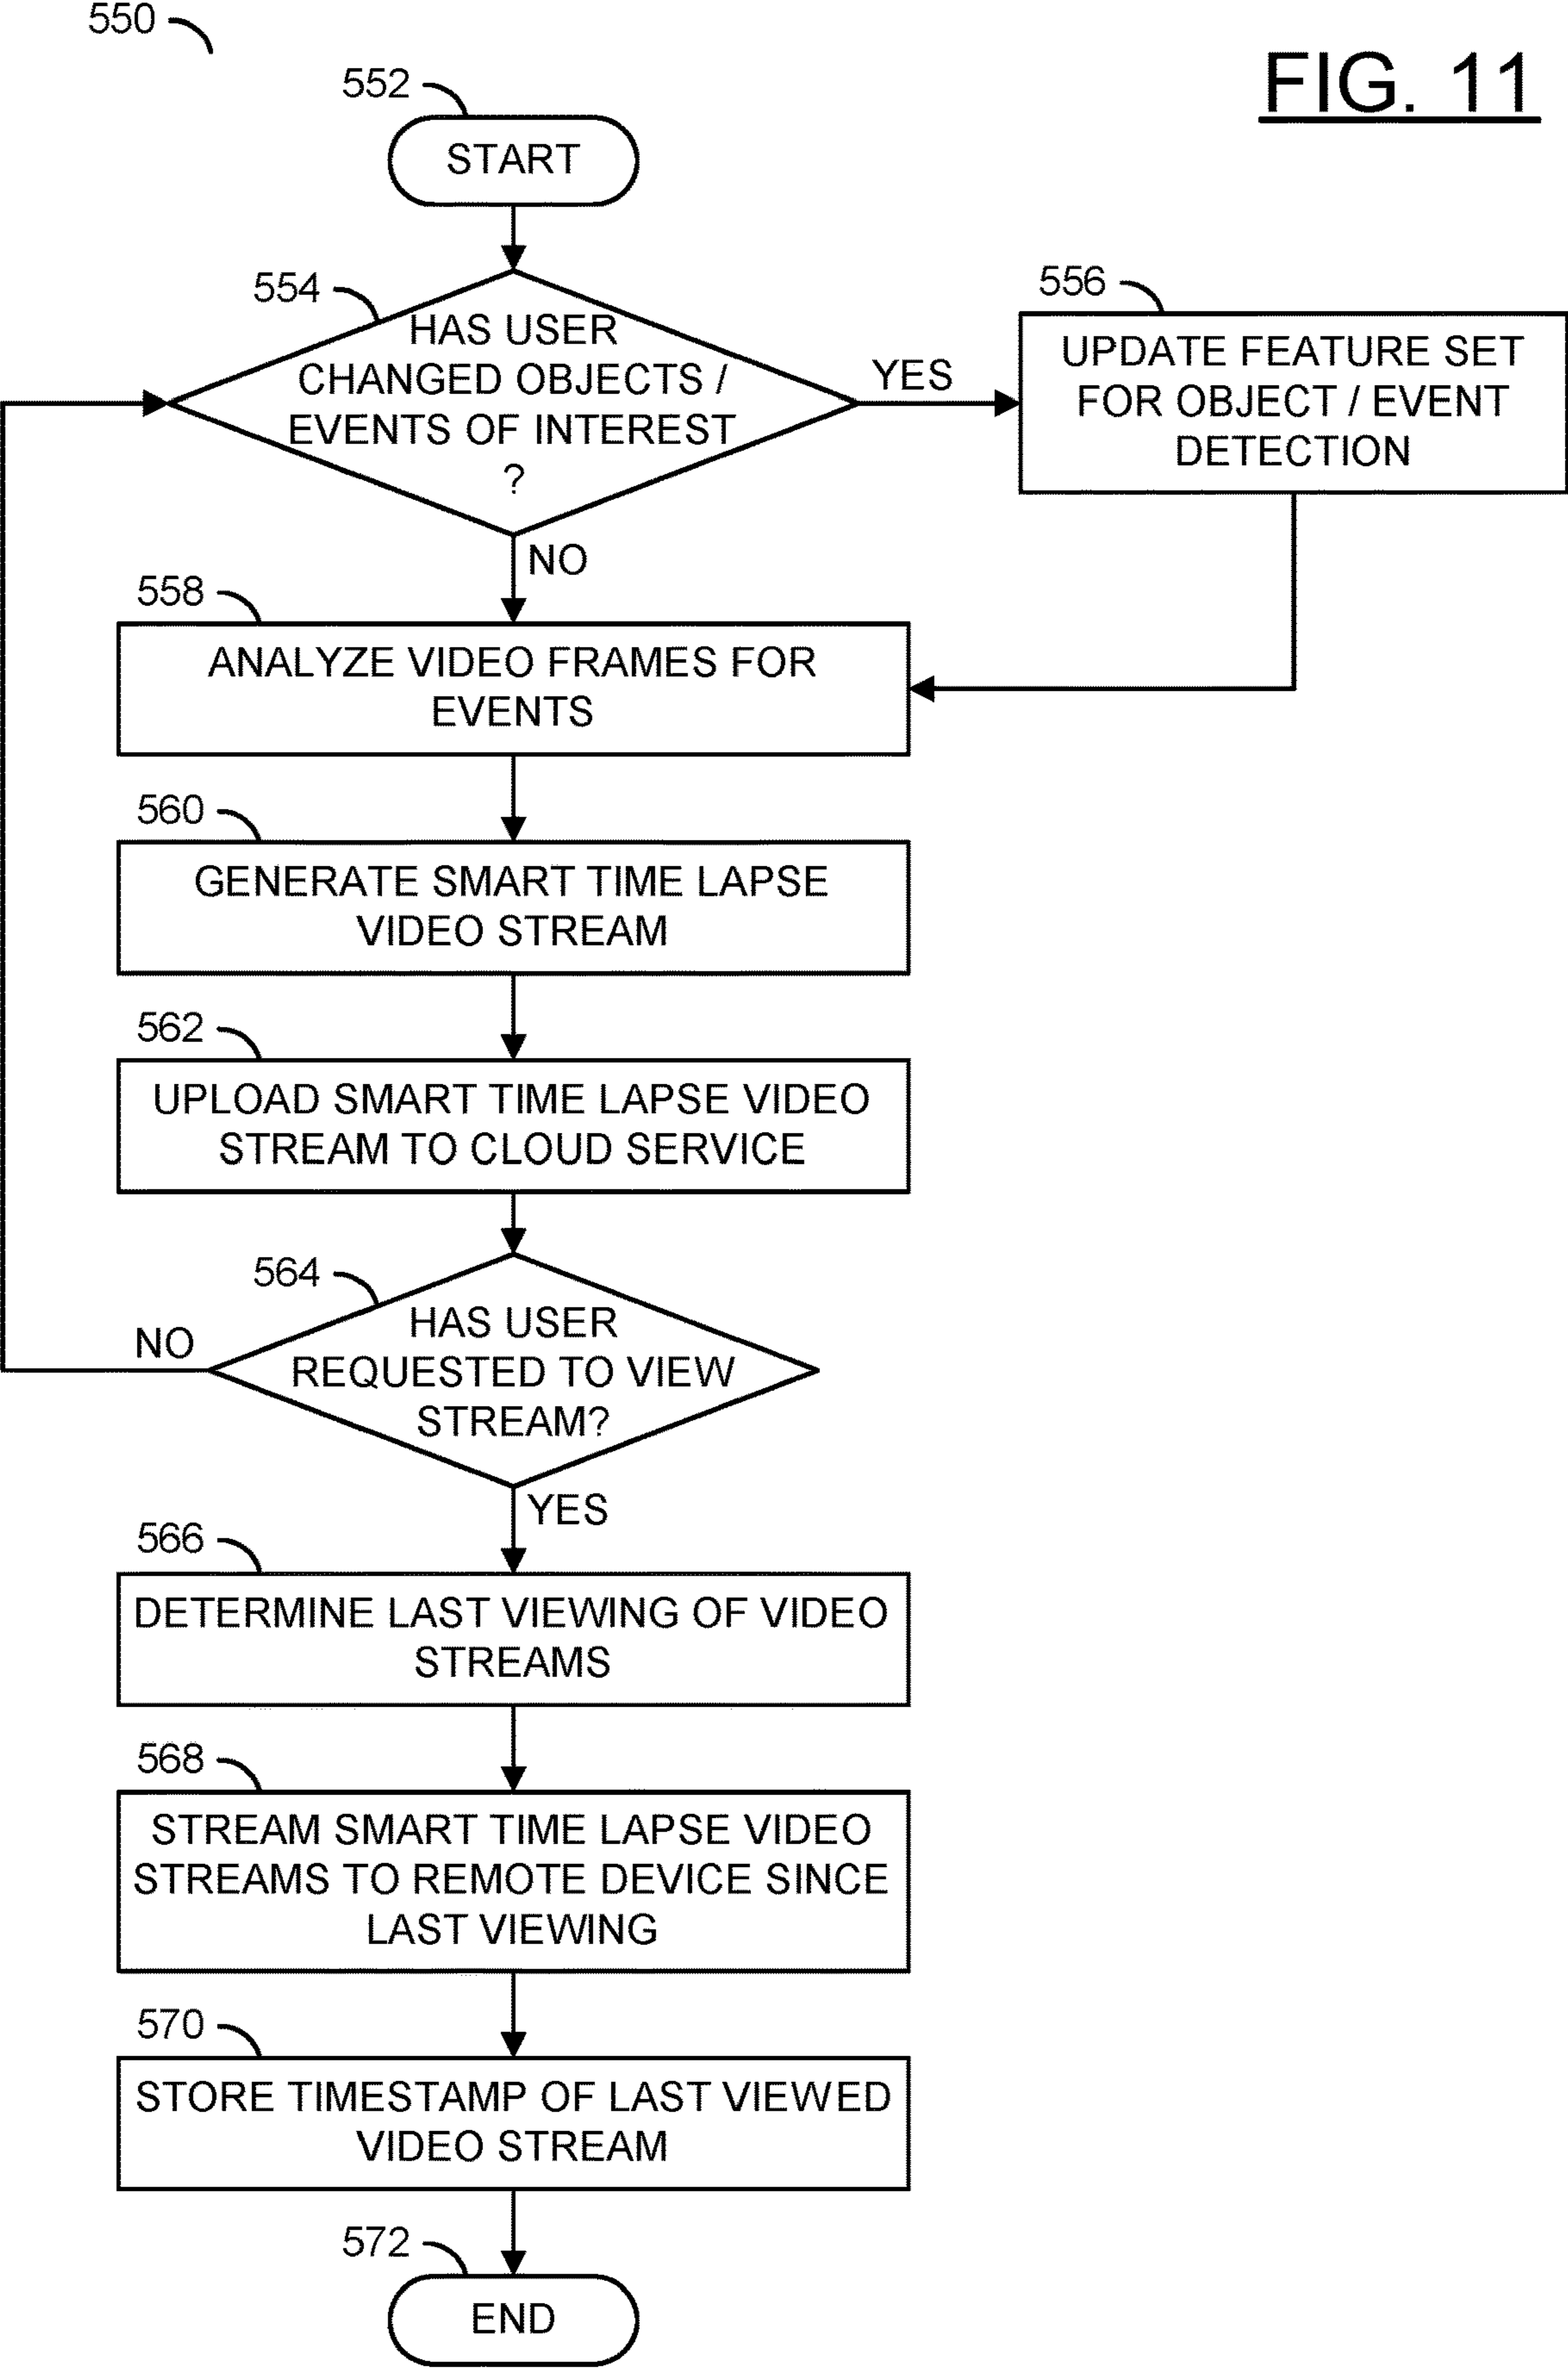 550
FIG. 11
552
START
554
HAS USER
CHANGED OBJECTS /
EVENTS OF INTEREST
?
YES
556
UPDATE FEATURE SET
FOR OBJECT / EVENT
DETECTION
NO
558
ANALYZE VIDEO FRAMES FOR
EVENTS
560
GENERATE SMART TIME LAPSE
VIDEO STREAM
562
UPLOAD SMART TIME LAPSE VIDEO
STREAM TO CLOUD SERVICE
564
HAS USER
REQUESTED TO VIEW
STREAM?
NO
YES
566
DETERMINE LAST VIEWING OF VIDEO
STREAMS
568
STREAM SMART TIME LAPSE VIDEO
STREAMS TO REMOTE DEVICE SINCE
LAST VIEWING
570
STORE TIMESTAMP OF LAST VIEWED
VIDEO STREAM
572
END